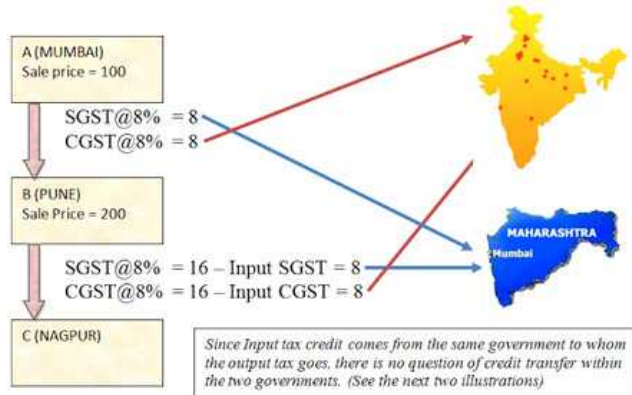 A (MUMBAI)
Sale price = 100
SGST@8% = 8
CGST@8% = 8
B (PUNE)
Sale Price = 200
MAHARASHTRA
Mumbai
SGST@8% = 16 – Input SGST = 8
CGST@8% = 16 – Input CGST = 8
C (NAGPUR)
Since Input tax credit comes from the same government to whom
the output tax goes, there is no question of credit transfer within
the two governments. (See the next two illustrations)